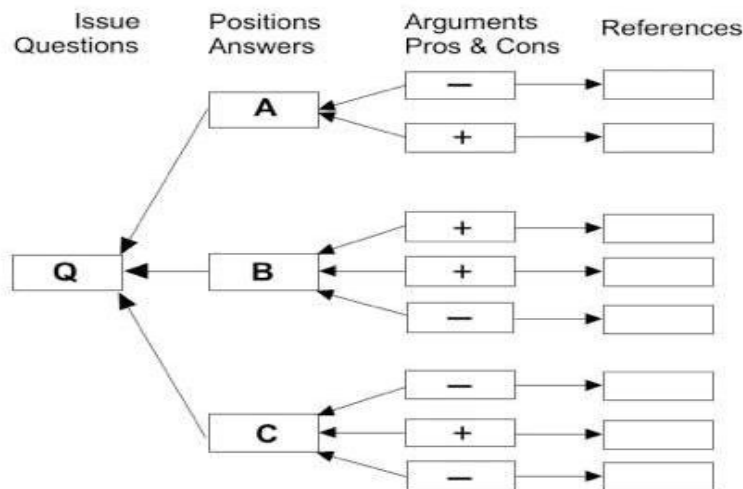 Issue
Questions
Positions
Answers
Arguments
Pros & Cons
References
A
−
+
Q
B
+
+
−
C
−
+
−